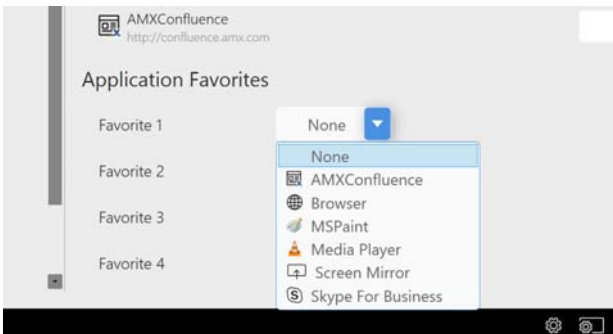 AMXConfluence
http://confluence.amx.com
Application Favorites
Favorite 1
None
Favorite 2
Favorite 3
Favorite 4
None
AMXConfluence
Browser
MSPaint
Media Player
Screen Mirror
Skype For Business